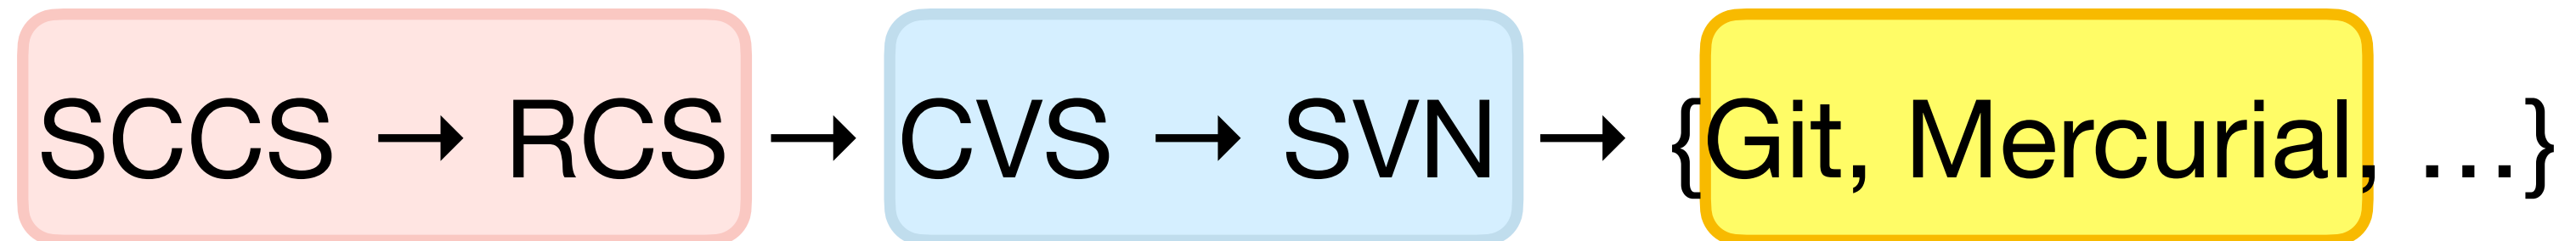 SCCS → RCS → CVS → SVN → {Git, Mercurial, ...}